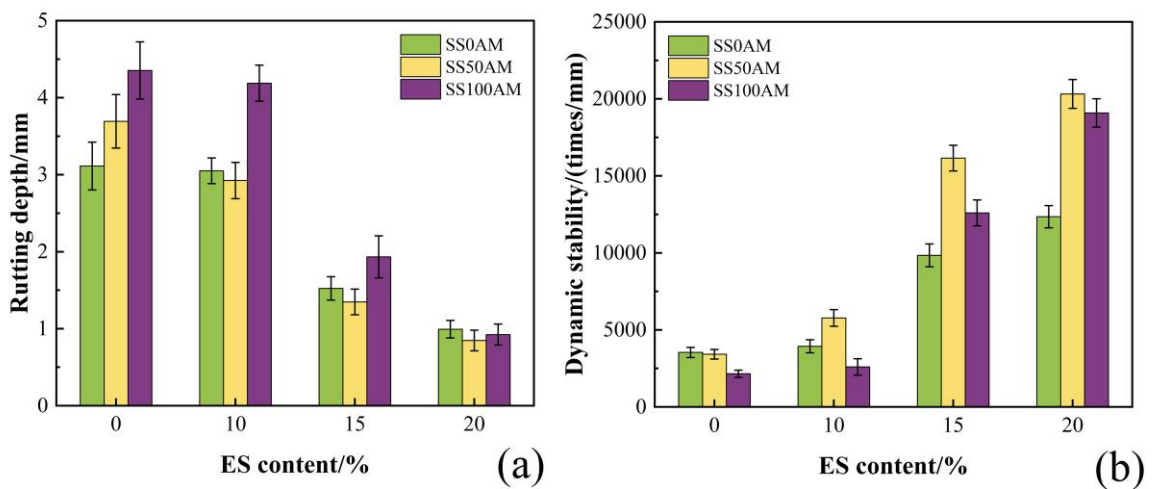 5
4
3
2
1
0
Rutting depth/mm
SS0AM
SS50AM
SS100AM
0 10 15 20
ES content/%
(a)
25000
20000
15000
10000
5000
0
Dynamic stability/(times/mm)
SS0AM
SS50AM
SS100AM
0 10 15 20
ES content/%
(b)